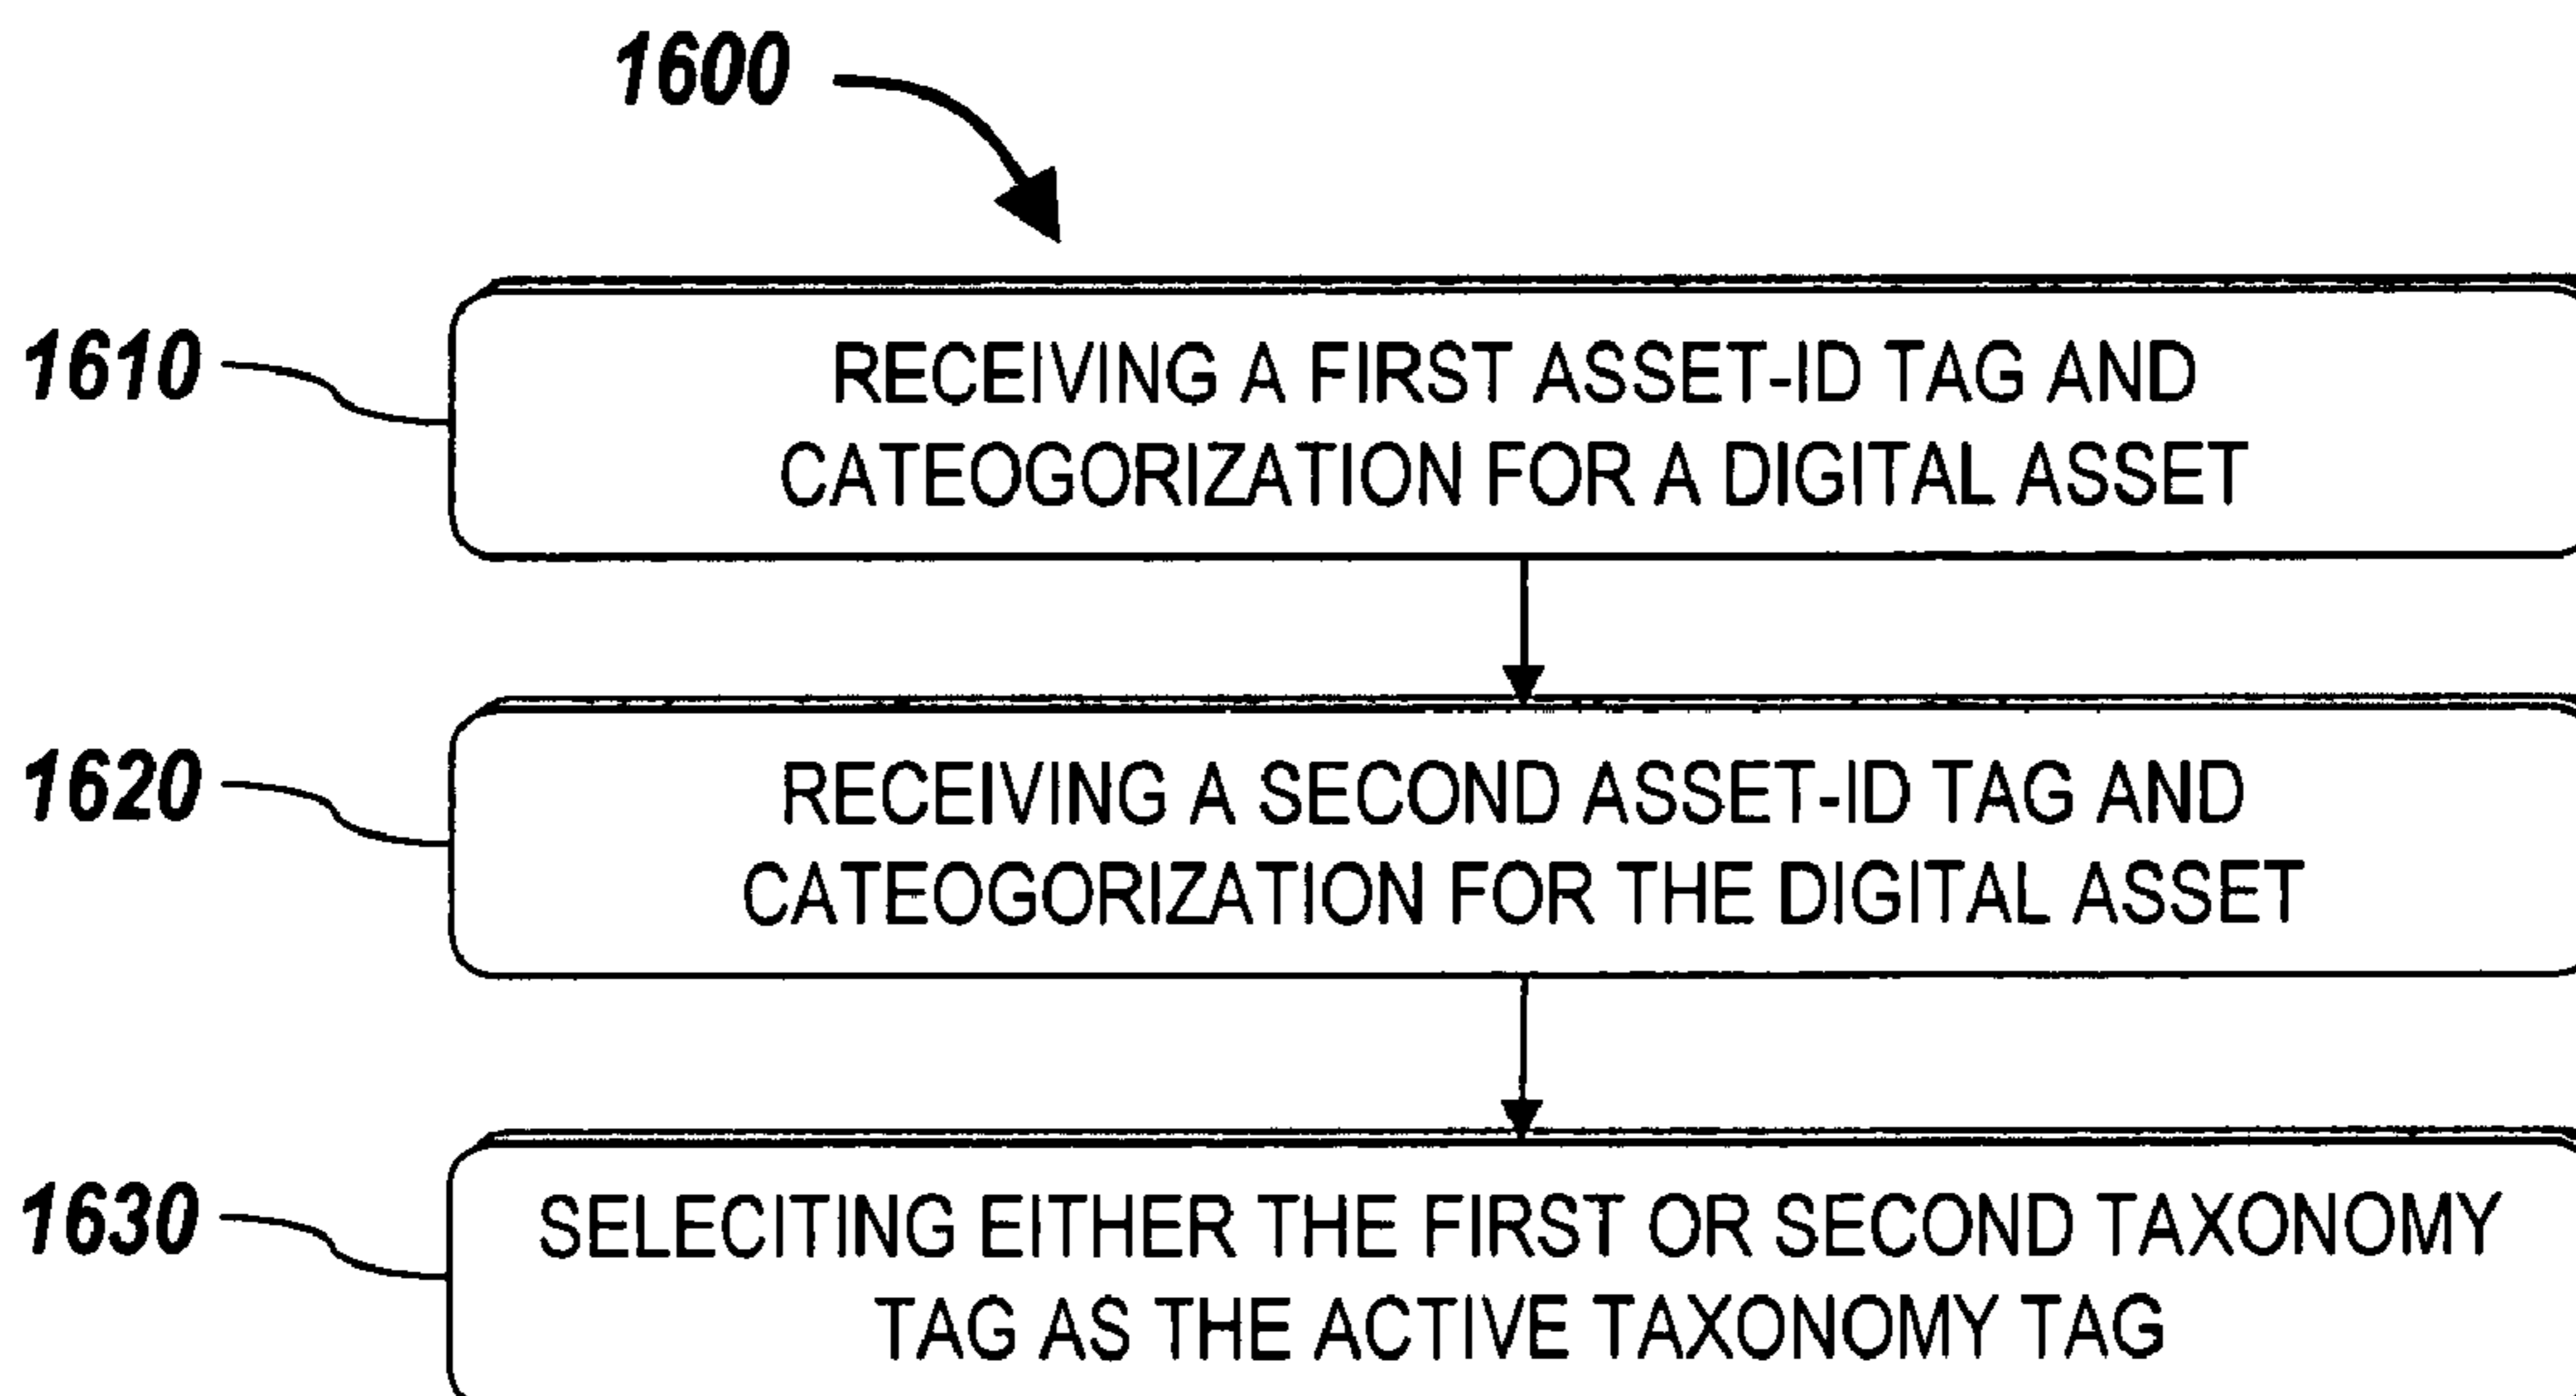 1600
1610
RECEIVING A FIRST ASSET-ID TAG AND
CATEOGORIZATION FOR A DIGITAL ASSET
1620
RECEIVING A SECOND ASSET-ID TAG AND
CATEOGORIZATION FOR THE DIGITAL ASSET
1630
SELECITING EITHER THE FIRST OR SECOND TAXONOMY
TAG AS THE ACTIVE TAXONOMY TAG